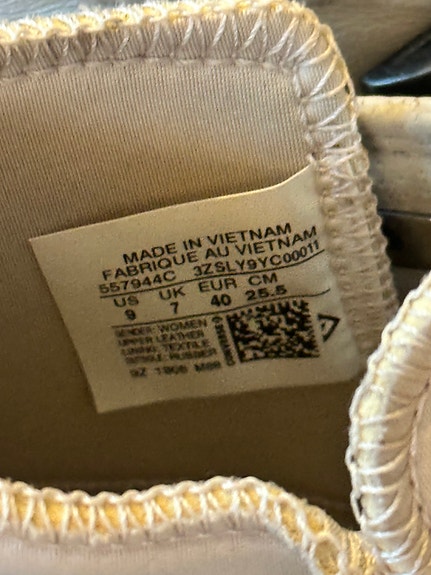 MADE IN VIETNAM
FABRIQUE AU VIETNAM
557944C 3ZSLY9YC00011
US UK EUR CM
9 7 40 25.5
GENDER: WOMEN
UPPER: LEATHER
LINING: TEXTILE
OUTSOLE: RUBBER
CONVERSE ©